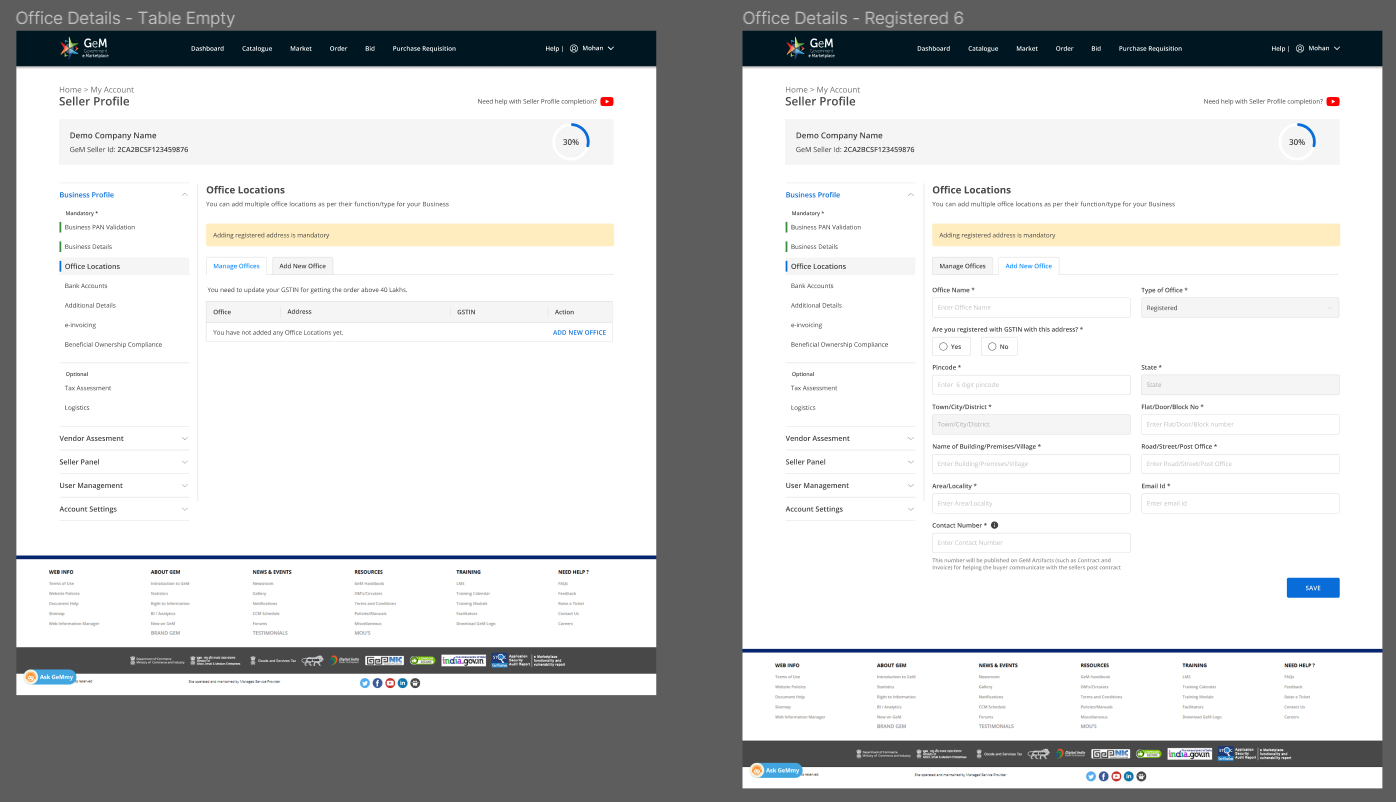 Office Details - Table Empty
GeM
Government
e Marketplace
Dashboard Catalogue Market Order Bid Purchase Requisition Help | Mohan
Home > My Account
Seller Profile
Need help with Seller Profile completion?
Demo Company Name
GeM Seller Id: 2CA2BCSF123459876
30%
Business Profile
Mandatory *
Business PAN Validation
Business Details
Office Locations
Bank Accounts
Additional Details
e-invoicing
Beneficial Ownership Compliance
Optional
Tax Assessment
Logistics
Vendor Assesment
Seller Panel
User Management
Account Settings
Office Locations
You can add multiple office locations as per their function/type for your Business
Adding registered address is mandatory
Manage Offices Add New Office
You need to update your GSTIN for getting the order above 40 Lakhs.
Office Address GSTIN Action
You have not added any Office Locations yet. ADD NEW OFFICE
WEB INFO
Terms of Use
Website Policies
Document Help
Sitemap
Web Information Manager
ABOUT GEM
Introduction to GeM
Statistics
Right to Information
RI / Analytics
New on GeM
BRAND GEM
NEWS & EVENTS
Newsroom
Gallery
Notifications
CCM Schedule
Forums
TESTIMONIALS
RESOURCES
GeM Handbook
OM's/Circulars
Terms and Conditions
Policies/Manuals
Miscellaneous
MOU'S
TRAINING
LMS
Training Calendar
Training Module
Facilitators
Download GeM Logo
NEED HELP ?
FAQs
Feedback
Raise a Ticket
Contact Us
Careers
Department of Commerce
Ministry of Commerce and Industry
Goods and Services Tax
Digital India
GePNIC
india.gov.in
STQC
Application Security Audit Report
e Marketplace functionality and vulnerability report
Ask GeMmy
s reserved.
Site operated and maintained by Managed Service Provider
Office Details - Registered 6
GeM
Government
e Marketplace
Dashboard Catalogue Market Order Bid Purchase Requisition Help | Mohan
Home > My Account
Seller Profile
Need help with Seller Profile completion?
Demo Company Name
GeM Seller Id: 2CA2BCSF123459876
30%
Business Profile
Mandatory *
Business PAN Validation
Business Details
Office Locations
Bank Accounts
Additional Details
e-invoicing
Beneficial Ownership Compliance
Optional
Tax Assessment
Logistics
Vendor Assesment
Seller Panel
User Management
Account Settings
Office Locations
You can add multiple office locations as per their function/type for your Business
Adding registered address is mandatory
Manage Offices Add New Office
Office Name * Type of Office *
Enter Office Name Registered
Are you registered with GSTIN with this address? *
Yes No
Pincode * State *
Enter 6 digit pincode State
Town/City/District * Flat/Door/Block No *
Town/City/District Enter Flat/Door/Block number
Name of Building/Premises/Village * Road/Street/Post Office *
Enter Building/Premises/Village Enter Road/Street/Post Office
Area/Locality * Email Id *
Enter Area/Locality Enter email id
Contact Number *
Enter Contact Number
This number will be published on GeM Artifacts (such as Contract and
Invoice) for helping the buyer communicate with the sellers post contract
SAVE
WEB INFO
Terms of Use
Website Policies
Document Help
Sitemap
Web Information Manager
ABOUT GEM
Introduction to GeM
Statistics
Right to Information
RI / Analytics
New on GeM
BRAND GEM
NEWS & EVENTS
Newsroom
Gallery
Notifications
CCM Schedule
Forums
TESTIMONIALS
RESOURCES
GeM Handbook
OM's/Circulars
Terms and Conditions
Policies/Manuals
Miscellaneous
MOU'S
TRAINING
LMS
Training Calendar
Training Module
Facilitators
Download GeM Logo
NEED HELP ?
FAQs
Feedback
Raise a Ticket
Contact Us
Careers
Department of Commerce
Ministry of Commerce and Industry
Goods and Services Tax
Digital India
GePNIC
india.gov.in
STQC
Application Security Audit Report
e Marketplace functionality and vulnerability report
Ask GeMmy
s reserved.
Site operated and maintained by Managed Service Provider